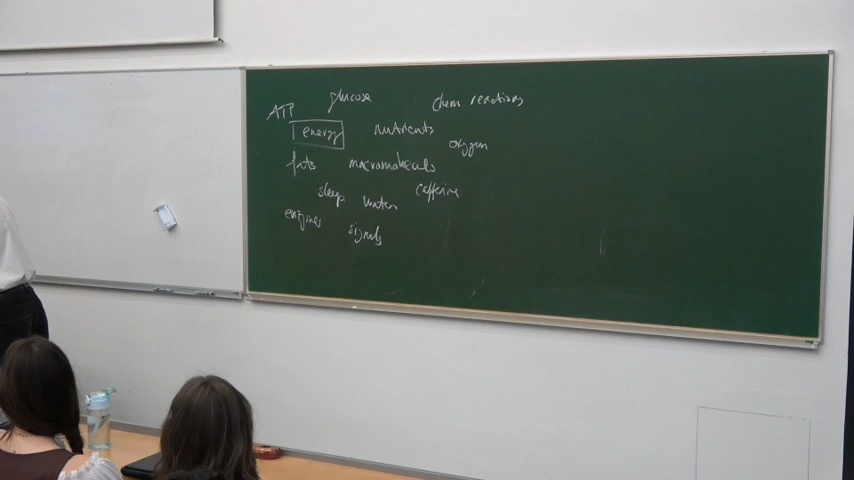 glucose chem reactions
ATP
energy nutrients
oxygen
fats macromolecules
sleep water caffeine
enzymes signals